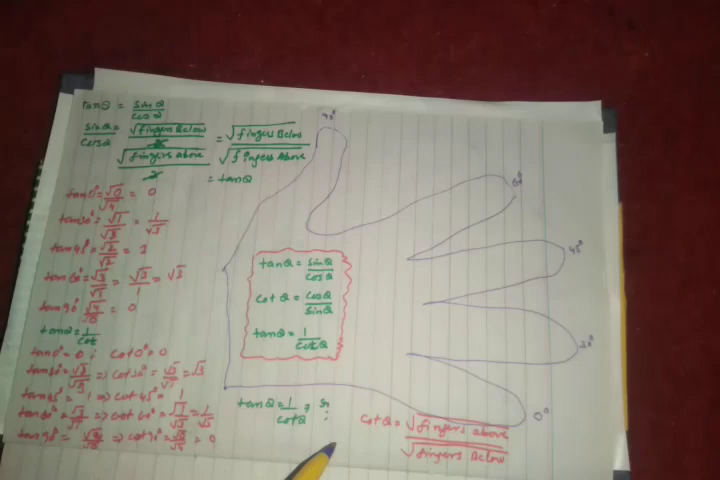 tanθ = sinθ/cosθ
sinθ/cosθ = √fingers Below/2 / √fingers above/2 = √fingers Below/√fingers Above
= tanθ
tan0° = √0/√4 = 0
tan30° = √1/√3 = 1/√3
tan45° = √2/√2 = 1
tan60° = √3/√1 = √3/1 = √3
tan90° = √4/√0 = 0
tanθ = 1/cot
tan0° = 0 ; cot0° = 0
tan30° = √1/√3 => cot30° = √3/√1 = √3
tan45° = 1 => cot45° = 1
tan60° = √3/√1 => cot60° = √1/√3 = 1/√3
tan90° = √4/√0 => cot90° = √0/√4 = 0
tanθ = sinθ/cosθ
cotθ = cosθ/sinθ
tanθ = 1/cotθ
tanθ = 1/cotθ
cotθ = √fingers above/√fingers Below
90°
60°
45°
30°
0°